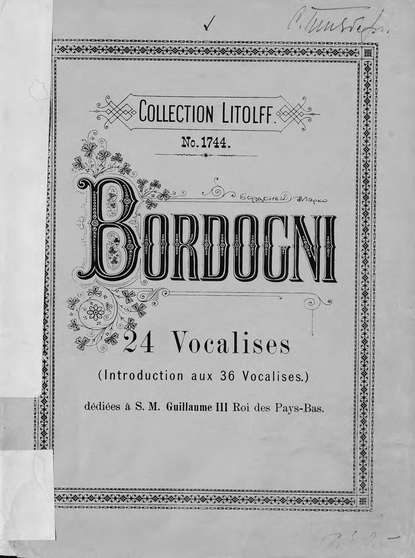 COLLECTION LITOLFF.
No. 1744.
BORDOGNI
24 Vocalises
(Introduction aux 36 Vocalises.)
dédiées à S. M. Guillaume III Roi des Pays-Bas.